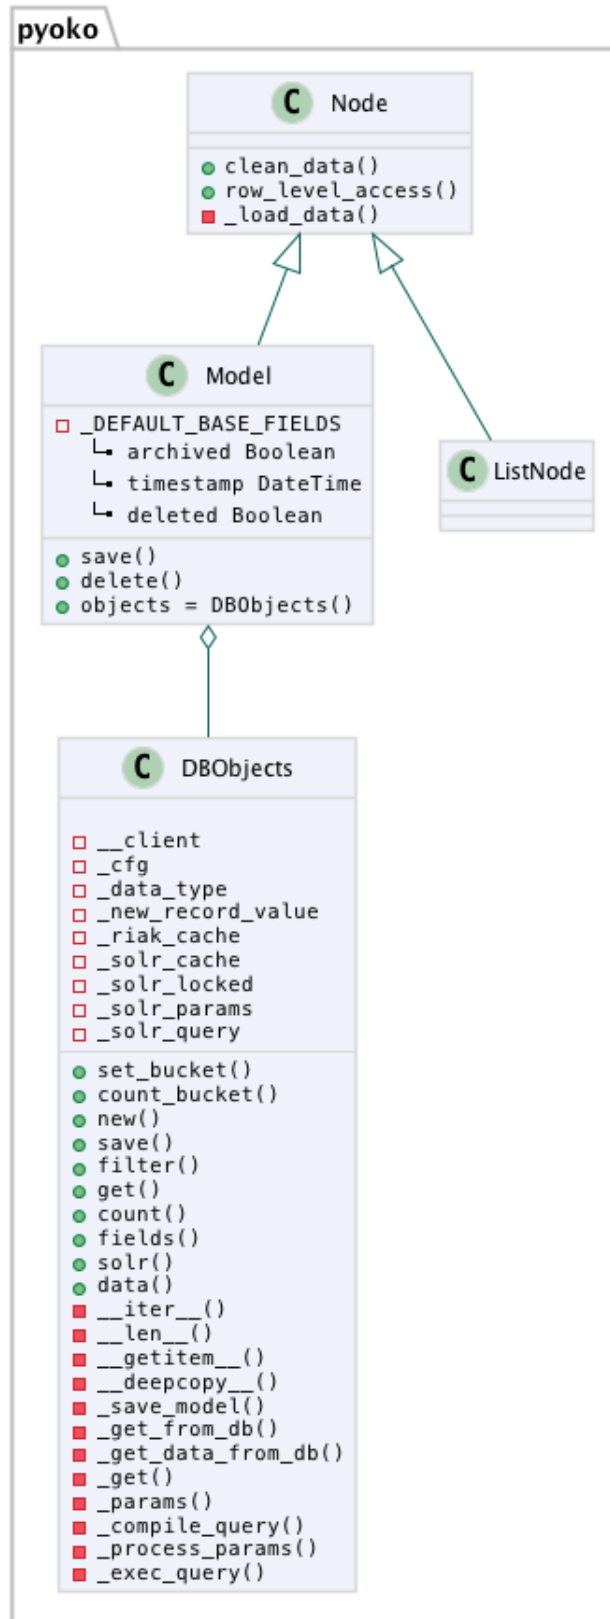 pyoko
C Node
clean_data()
row_level_access()
_load_data()
C Model
_DEFAULT_BASE_FIELDS
archived Boolean
timestamp DateTime
deleted Boolean
save()
delete()
objects = DBObjects()
C ListNode
C DBObjects
__client
_cfg
_data_type
_new_record_value
_riak_cache
_solr_cache
_solr_locked
_solr_params
_solr_query
set_bucket()
count_bucket()
new()
save()
filter()
get()
count()
fields()
solr()
data()
__iter__()
__len__()
__getitem__()
__deepcopy__()
_save_model()
_get_from_db()
_get_data_from_db()
_get()
_params()
_compile_query()
_process_params()
_exec_query()